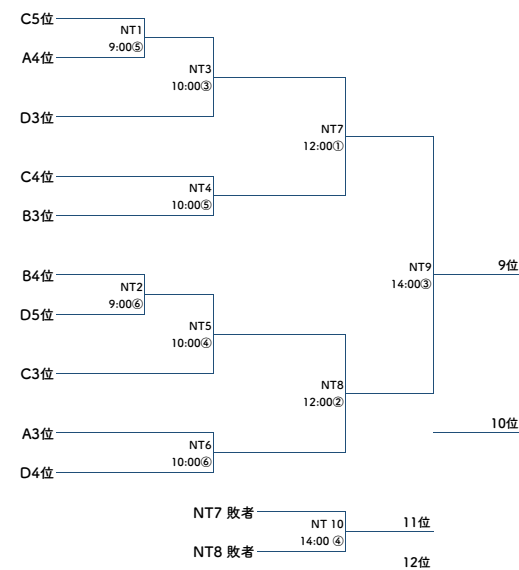 C5位
NT1
9:00⑤
A4位
NT3
10:00③
D3位
NT7
12:00①
C4位
NT4
10:00⑤
B3位
NT9
14:00③
9位
B4位
NT2
9:00⑥
D5位
NT5
10:00④
C3位
NT8
12:00②
A3位
NT6
10:00⑥
D4位
10位
NT7 敗者
NT 10
14:00 ④
11位
NT8 敗者
12位